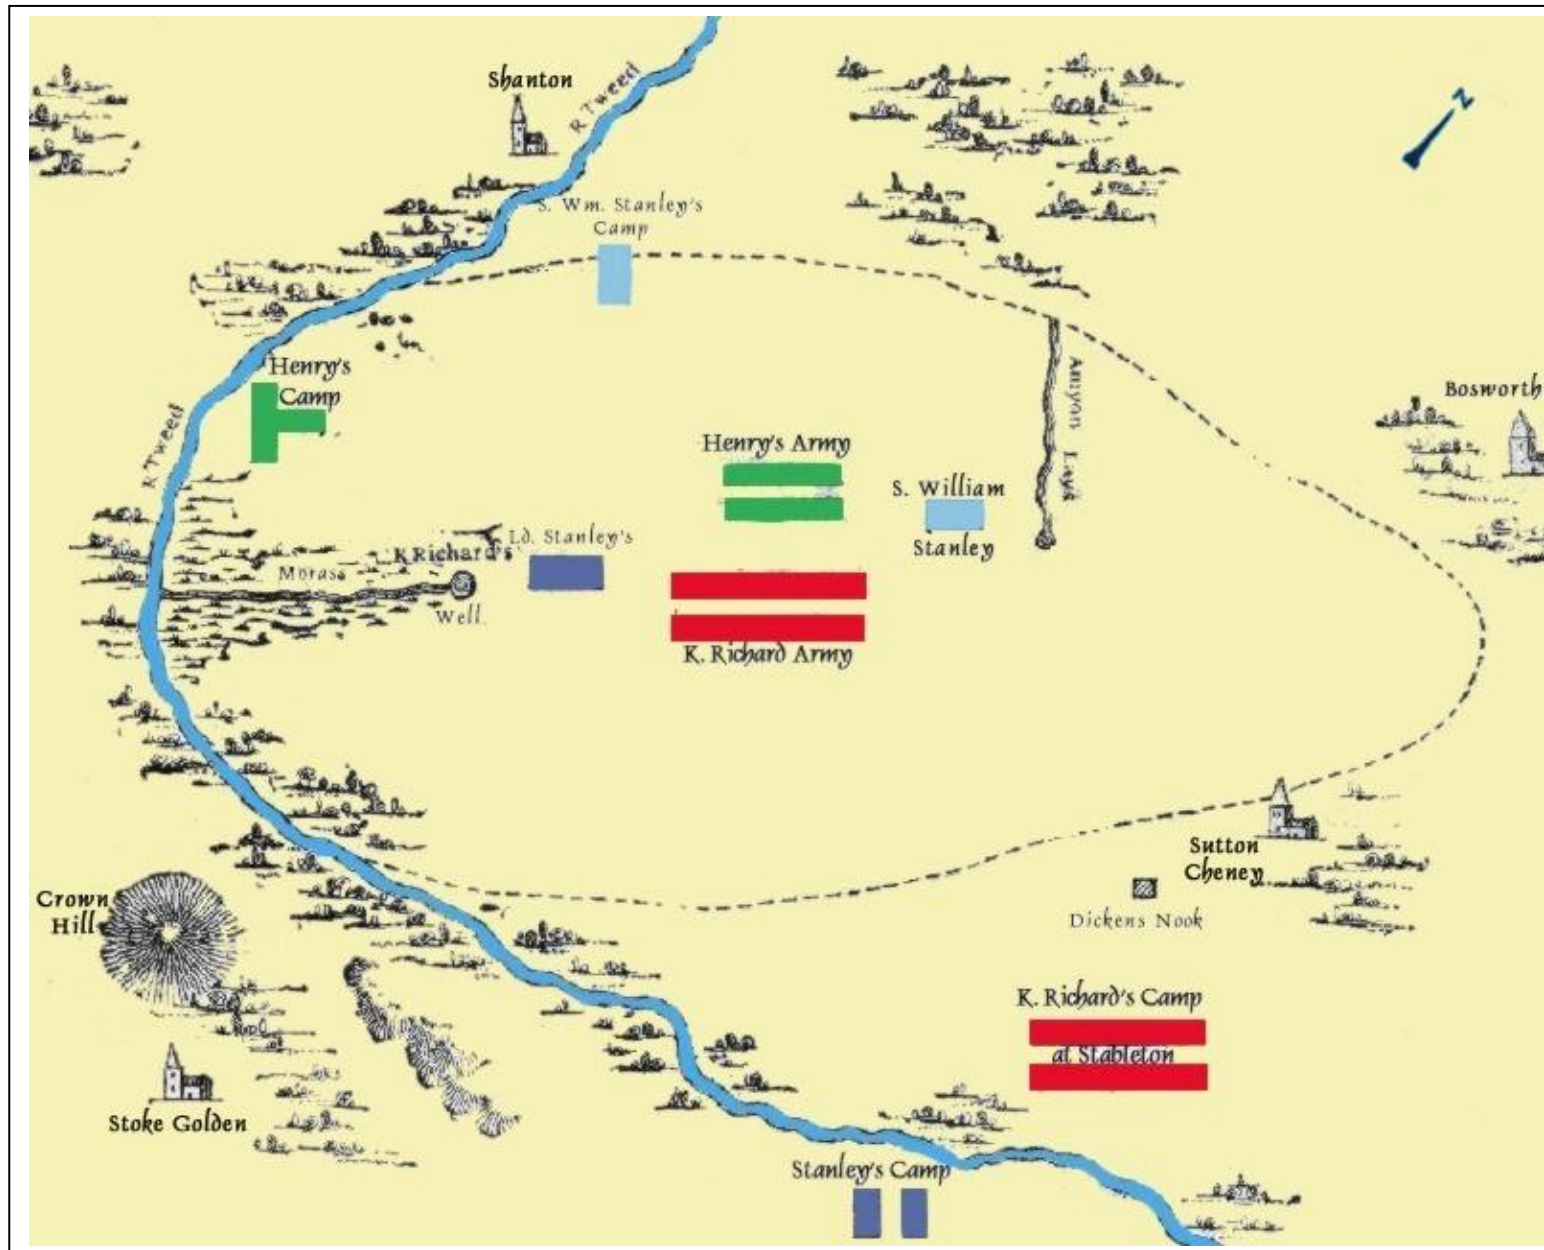 Shanton
R Tweed
S. Wm. Stanley's
Camp
Henry's
Camp
R Tweed
Bosworth
Henry's Army
S. William
Stanley
Ld. Stanley's
K Richard's
Morass
Well
K. Richard Army
Sutton
Cheney
Dickens Nook
Crown
Hill
K. Richard's Camp
at Stableton
Stoke Golden
Stanley's Camp
N